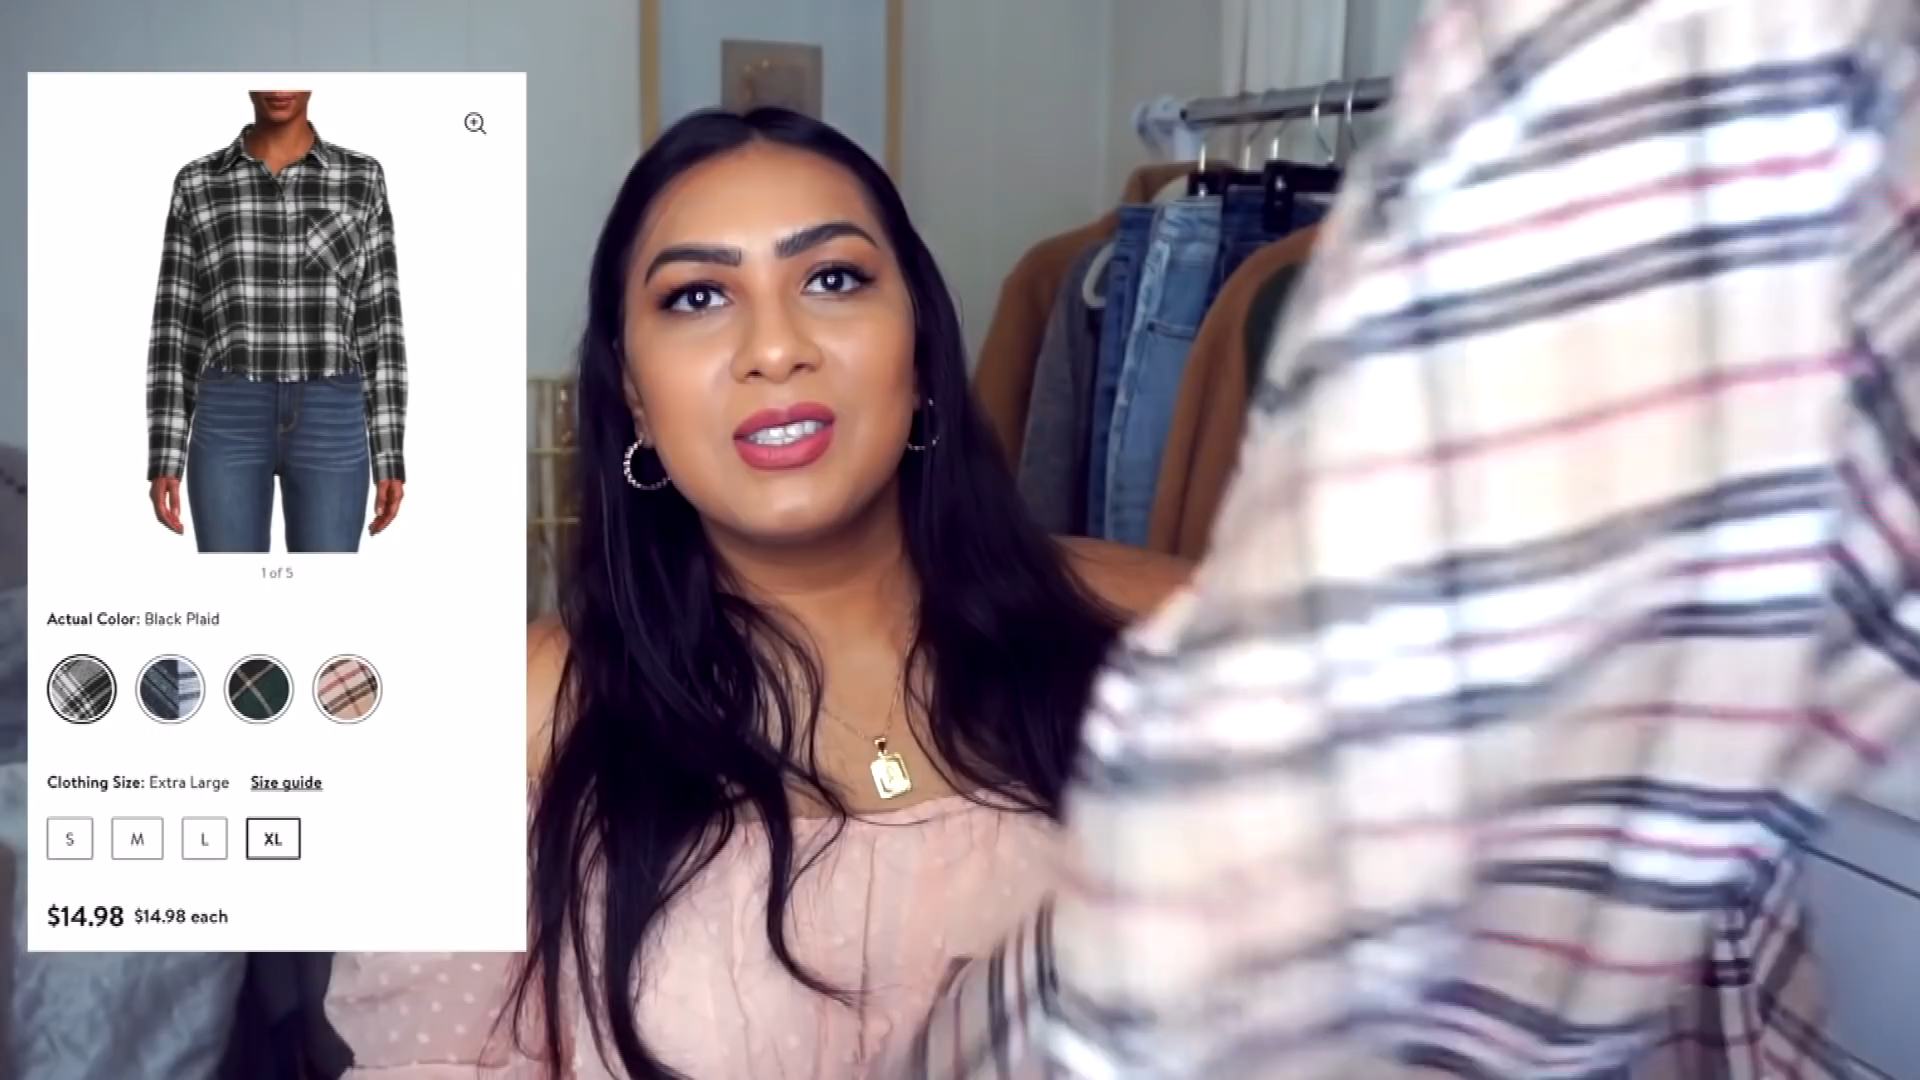 1 of 5
Actual Color: Black Plaid
Clothing Size: Extra Large Size guide
S M L XL
$14.98 $14.98 each